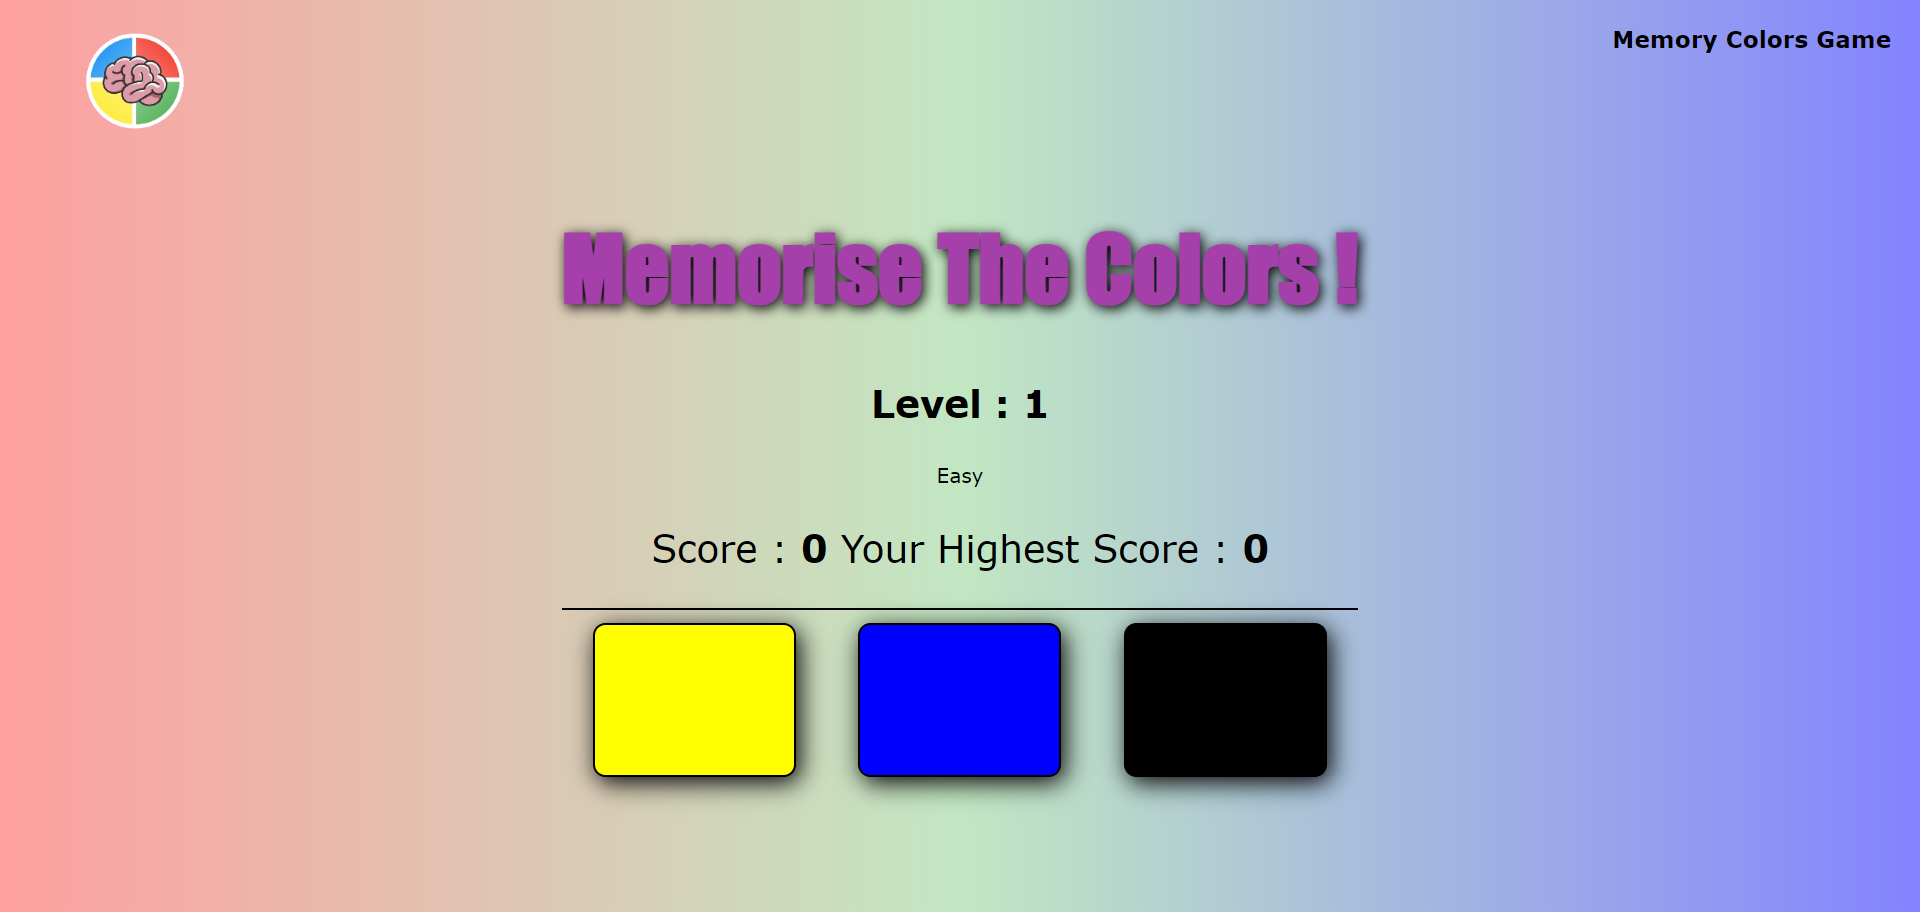 Memory Colors Game
Memorise The Colors !
Level : 1
Easy
Score : 0 Your Highest Score : 0